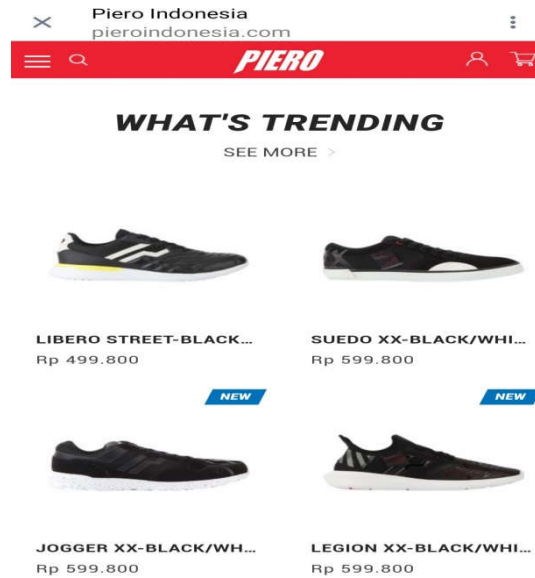 Piero Indonesia
pieroindonesia.com
PIERO
WHAT'S TRENDING
SEE MORE >
LIBERO STREET-BLACK...
Rp 499.800
SUEDO XX-BLACK/WHI...
Rp 599.800
NEW
JOGGER XX-BLACK/WH...
Rp 599.800
NEW
LEGION XX-BLACK/WHI...
Rp 599.800